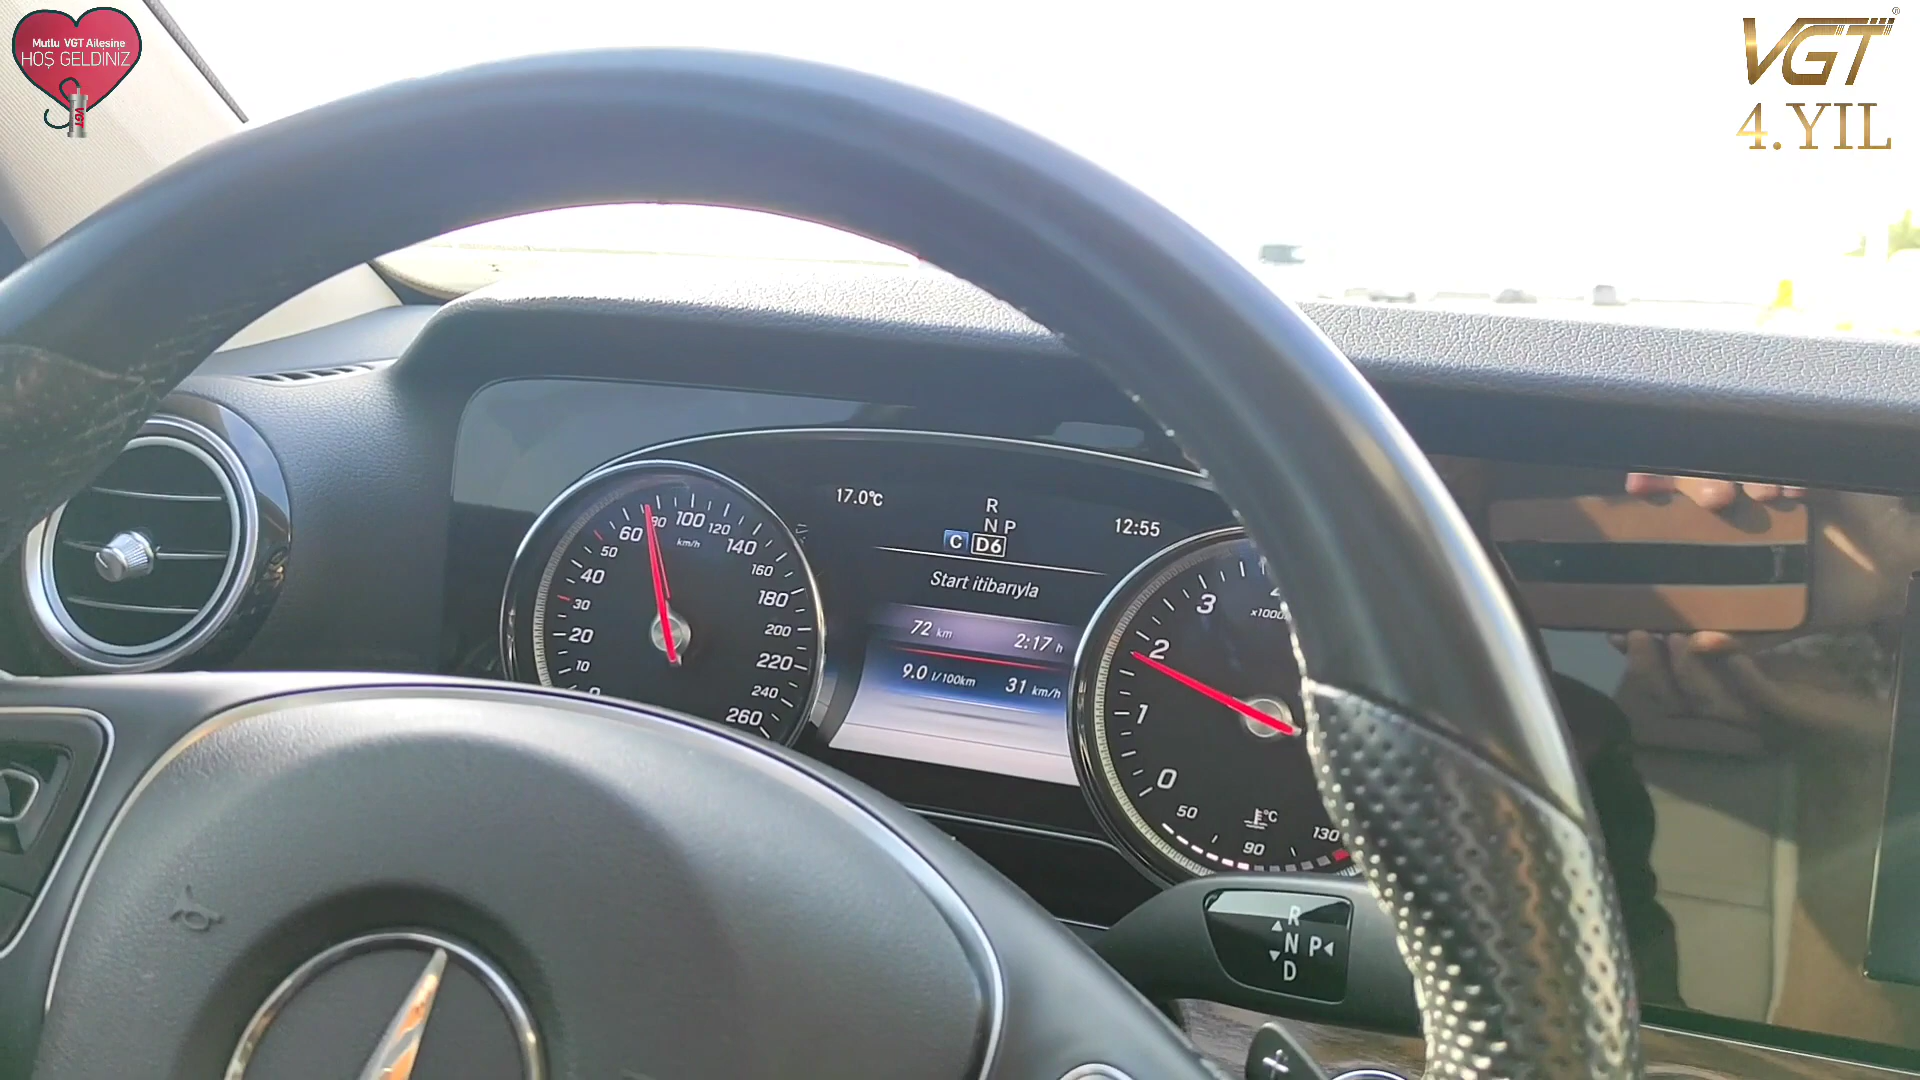 Mutlu VGT Ailesine
HOŞ GELDİNİZ
VGT
VGT®
4.YIL
17.0°C
R
N P
C D6
12:55
Start itibarıyla
72 km 2:17 h
9.0 l/100km 31 km/h
10
20
30
40
50
60
80
100
120
140
160
180
200
220
240
260
km/h
0
1
2
3
x1000
50
90
130
°C
R
N P
D
+